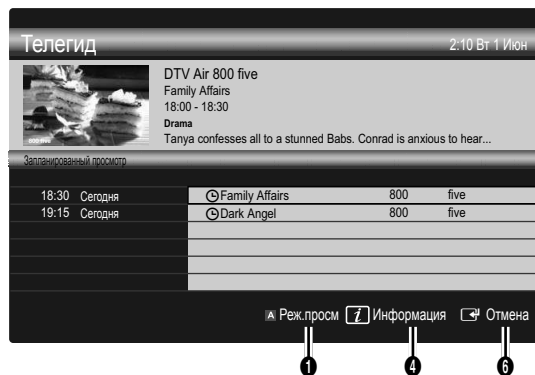 Телегид 2:10 Вт 1 Июн
DTV Air 800 five
Family Affairs
18:00 - 18:30
Drama
Tanya confesses all to a stunned Babs. Conrad is anxious to hear...
800 five
Запланированный просмотр
18:30 Сегодня Family Affairs 800 five
19:15 Сегодня Dark Angel 800 five
A Реж.просм i Информация Отмена
1 4 6